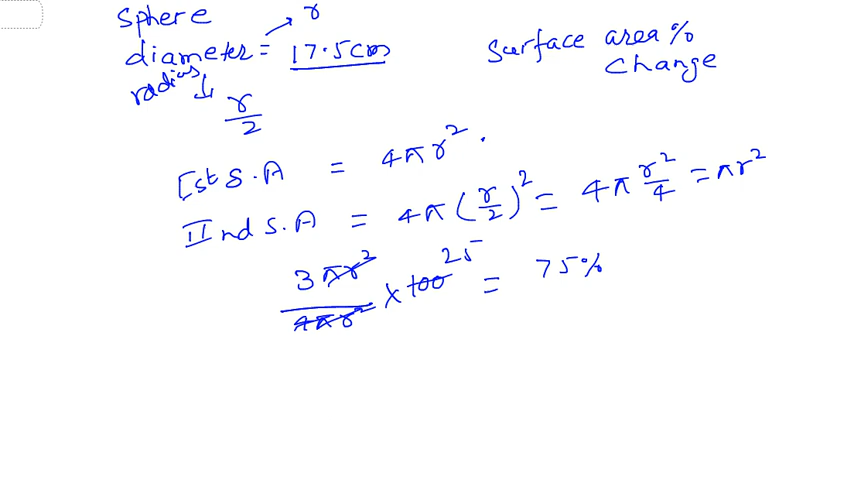 Sphere r
diameter = 17.5cm
radius r/2
Surface area %
change
Ist S.A = 4πr².
IInd S.A = 4π(r/2)² = 4π r²/4 = πr²
3πr²/4πr² × 100 25 = 75%